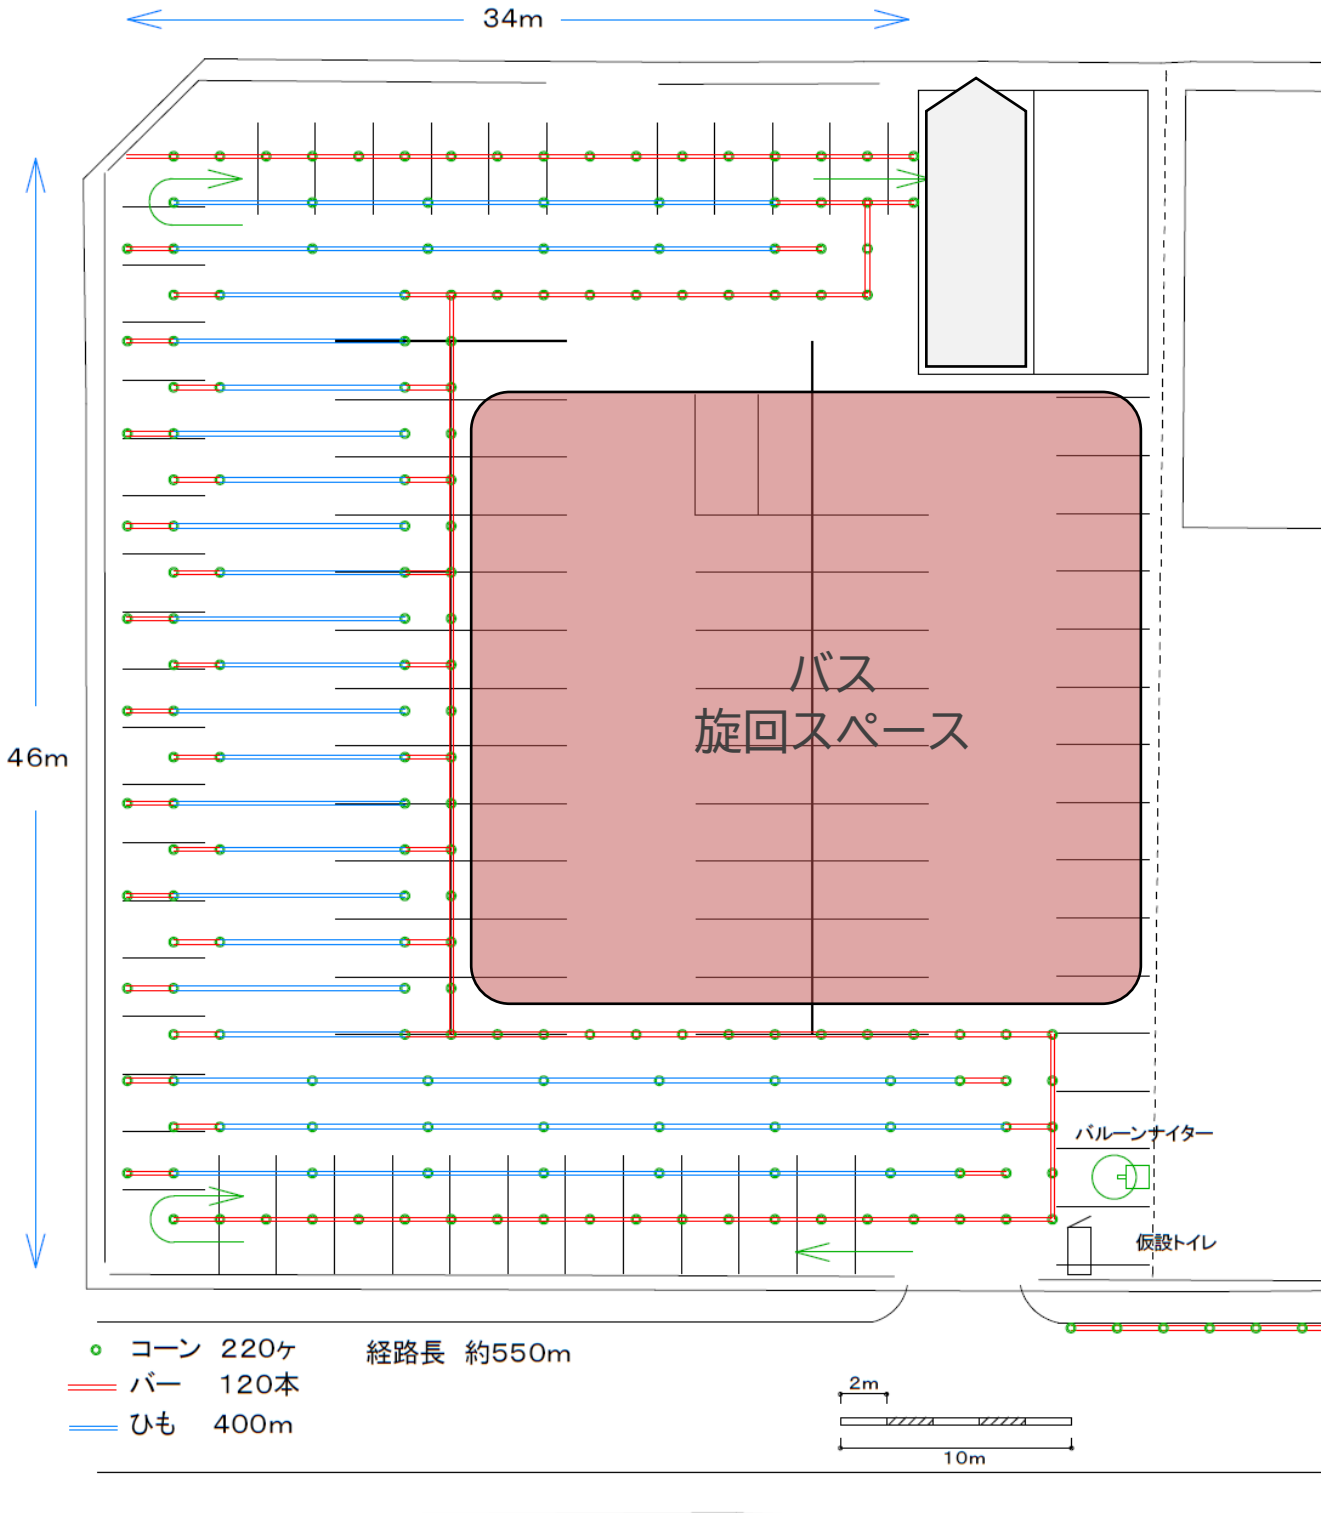 34m
46m
バス
旋回スペース
バルーンナイター
仮設トイレ
コーン 220ケ
経路長 約550m
バー 120本
ひも 400m
2m
10m